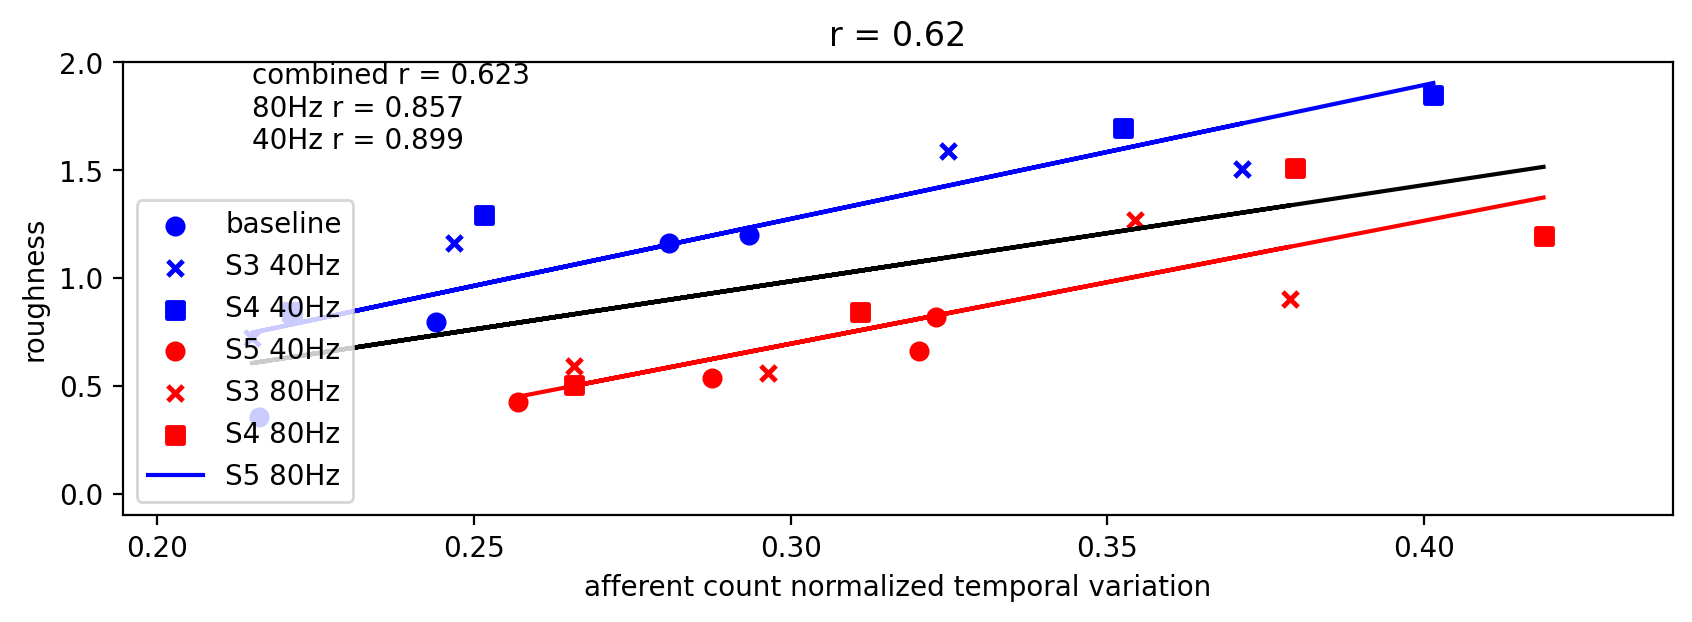 r = 0.62
combined r = 0.623
80Hz r = 0.857
40Hz r = 0.899
2.0
1.5
1.0
0.5
0.0
roughness
baseline
S3 40Hz
S4 40Hz
S5 40Hz
S3 80Hz
S4 80Hz
S5 80Hz
0.20 0.25 0.30 0.35 0.40
afferent count normalized temporal variation